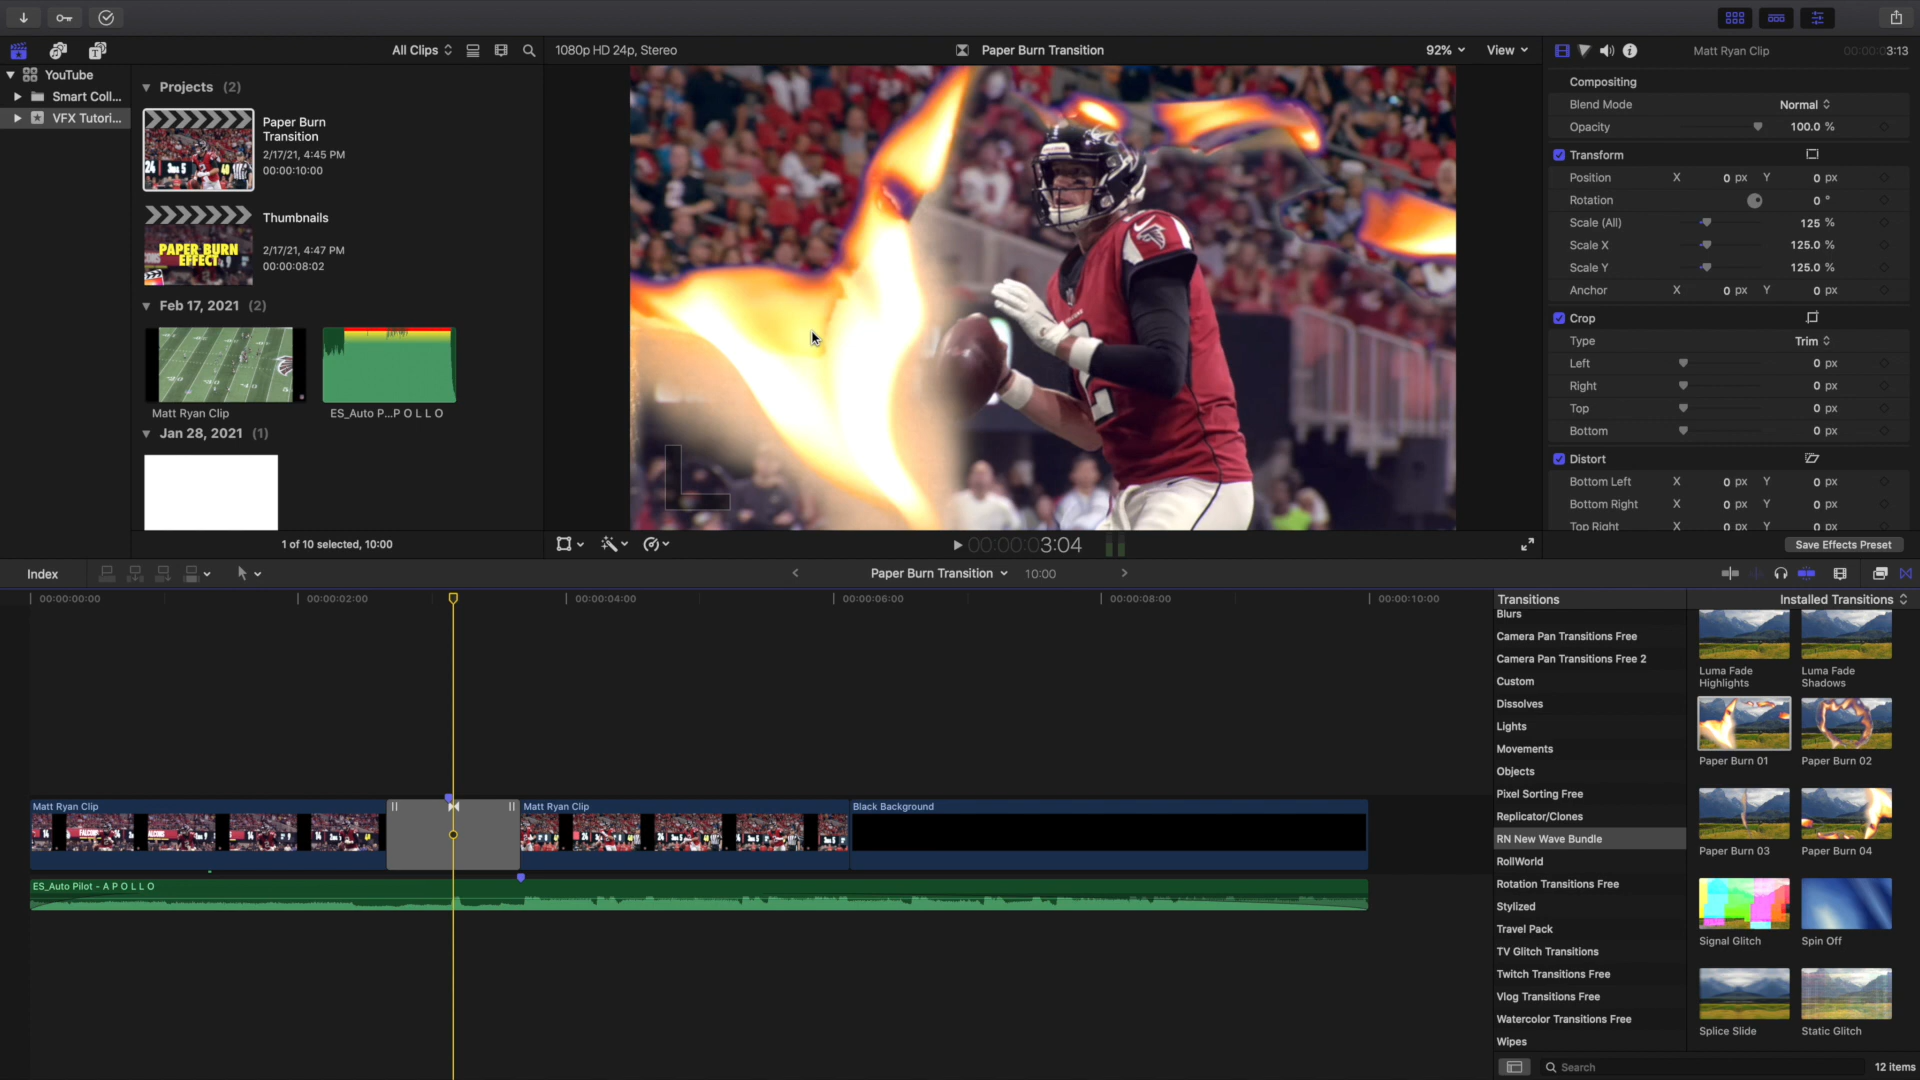 All Clips
1080p HD 24p, Stereo
Paper Burn Transition
92%
View
Matt Ryan Clip
00:00:03:13
YouTube
Smart Coll...
VFX Tutori...
Projects (2)
Paper Burn
Transition
2/17/21, 4:45 PM
00:00:10:00
Thumbnails
2/17/21, 4:47 PM
00:00:08:02
PAPER BURN
EFFECT
Feb 17, 2021 (2)
Matt Ryan Clip
ES_Auto P...P O L L O
Jan 28, 2021 (1)
1 of 10 selected, 10:00
Compositing
Blend Mode Normal
Opacity 100.0 %
Transform
Position X 0 px Y 0 px
Rotation 0 °
Scale (All) 125 %
Scale X 125.0 %
Scale Y 125.0 %
Anchor X 0 px Y 0 px
Crop
Type Trim
Left 0 px
Right 0 px
Top 0 px
Bottom 0 px
Distort
Bottom Left X 0 px Y 0 px
Bottom Right X 0 px Y 0 px
Top Right X 0 px Y 0 px
Save Effects Preset
00:00:03:04
Index
Paper Burn Transition
10:00
00:00:00:00
00:00:02:00
00:00:04:00
00:00:06:00
00:00:08:00
00:00:10:00
Matt Ryan Clip
Matt Ryan Clip
Black Background
ES_Auto Pilot - A P O L L O
Transitions
Installed Transitions
Blurs
Camera Pan Transitions Free
Camera Pan Transitions Free 2
Custom
Dissolves
Lights
Movements
Objects
Pixel Sorting Free
Replicator/Clones
RN New Wave Bundle
RollWorld
Rotation Transitions Free
Stylized
Travel Pack
TV Glitch Transitions
Twitch Transitions Free
Vlog Transitions Free
Watercolor Transitions Free
Wipes
Luma Fade
Highlights
Luma Fade
Shadows
Paper Burn 01
Paper Burn 02
Paper Burn 03
Paper Burn 04
Signal Glitch
Spin Off
Splice Slide
Static Glitch
Search
12 items